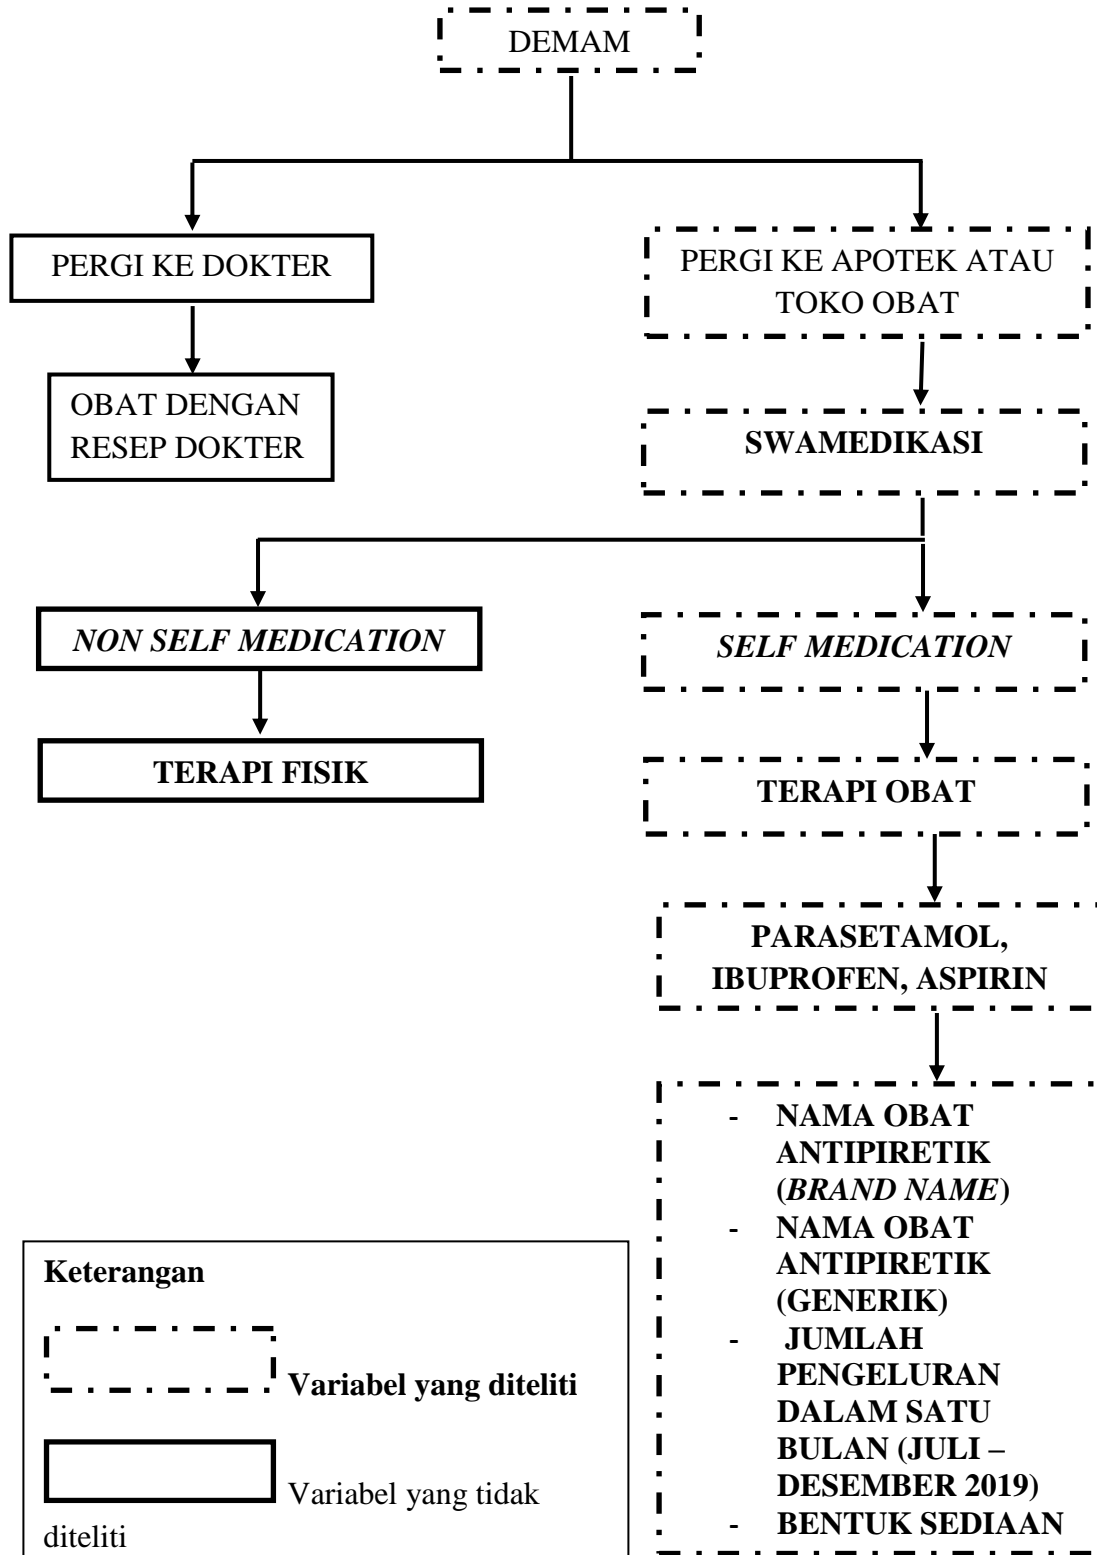 DEMAM
PERGI KE DOKTER
PERGI KE APOTEK ATAU
TOKO OBAT
OBAT DENGAN
RESEP DOKTER
SWAMEDIKASI
NON SELF MEDICATION
SELF MEDICATION
TERAPI FISIK
TERAPI OBAT
PARASETAMOL,
IBUPROFEN, ASPIRIN
- NAMA OBAT
ANTIPIRETIK
(BRAND NAME)
- NAMA OBAT
ANTIPIRETIK
(GENERIK)
- JUMLAH
PENGELURAN
DALAM SATU
BULAN (JULI –
DESEMBER 2019)
- BENTUK SEDIAAN
Keterangan
Variabel yang diteliti
Variabel yang tidak
diteliti